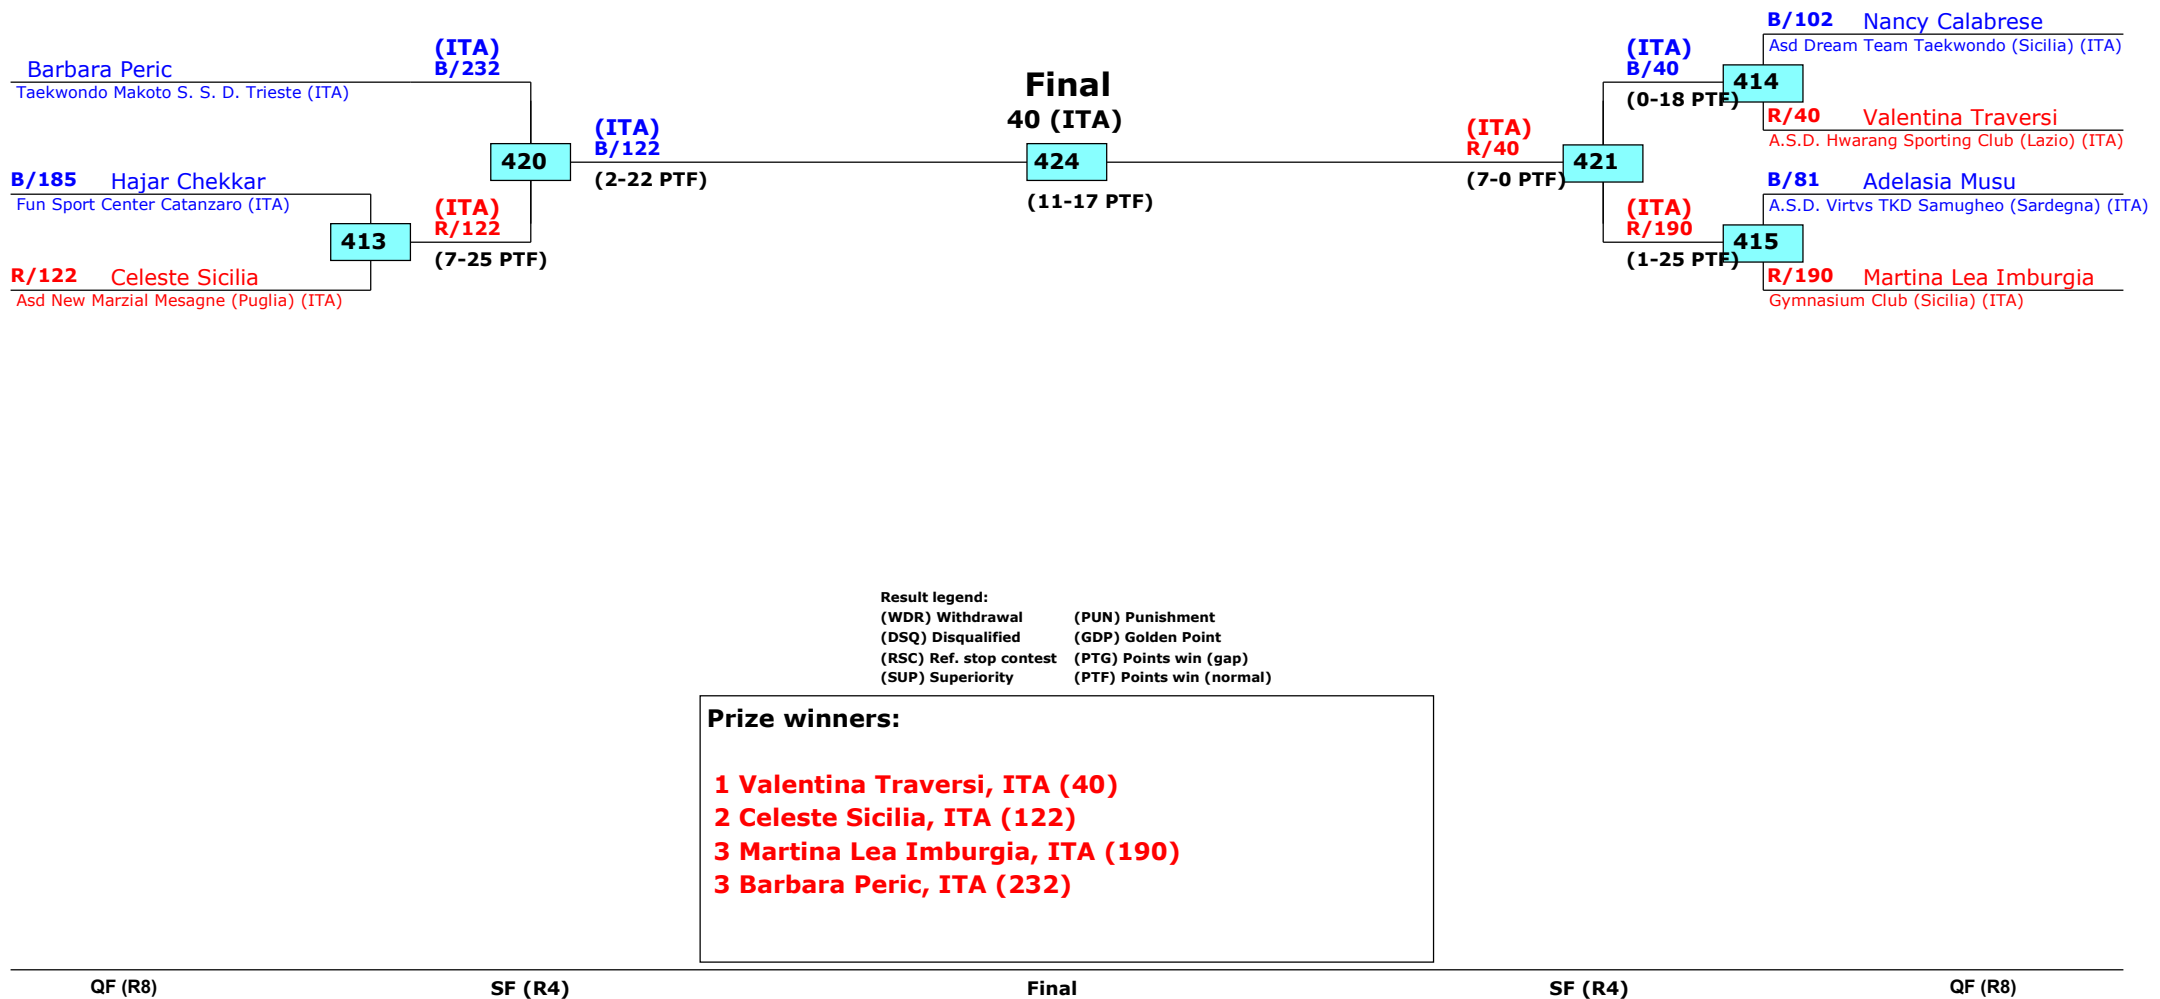 Barbara Peric
Taekwondo Makoto S. S. D. Trieste (ITA)
(ITA)
B/232
B/185 Hajar Chekkar
Fun Sport Center Catanzaro (ITA)
413
R/122 Celeste Sicilia
Asd New Marzial Mesagne (Puglia) (ITA)
(ITA)
R/122
(7-25 PTF)
420
(ITA)
B/122
(2-22 PTF)
Final
40 (ITA)
424
(11-17 PTF)
(ITA)
R/40
(7-0 PTF)
421
(ITA)
B/40
(0-18 PTF)
414
B/102 Nancy Calabrese
Asd Dream Team Taekwondo (Sicilia) (ITA)
R/40 Valentina Traversi
A.S.D. Hwarang Sporting Club (Lazio) (ITA)
(ITA)
R/190
(1-25 PTF)
415
B/81 Adelasia Musu
A.S.D. Virtvs TKD Samugheo (Sardegna) (ITA)
R/190 Martina Lea Imburgia
Gymnasium Club (Sicilia) (ITA)
Result legend:
(WDR) Withdrawal (PUN) Punishment
(DSQ) Disqualified (GDP) Golden Point
(RSC) Ref. stop contest (PTG) Points win (gap)
(SUP) Superiority (PTF) Points win (normal)
Prize winners:
1 Valentina Traversi, ITA (40)
2 Celeste Sicilia, ITA (122)
3 Martina Lea Imburgia, ITA (190)
3 Barbara Peric, ITA (232)
QF (R8) SF (R4) Final SF (R4) QF (R8)